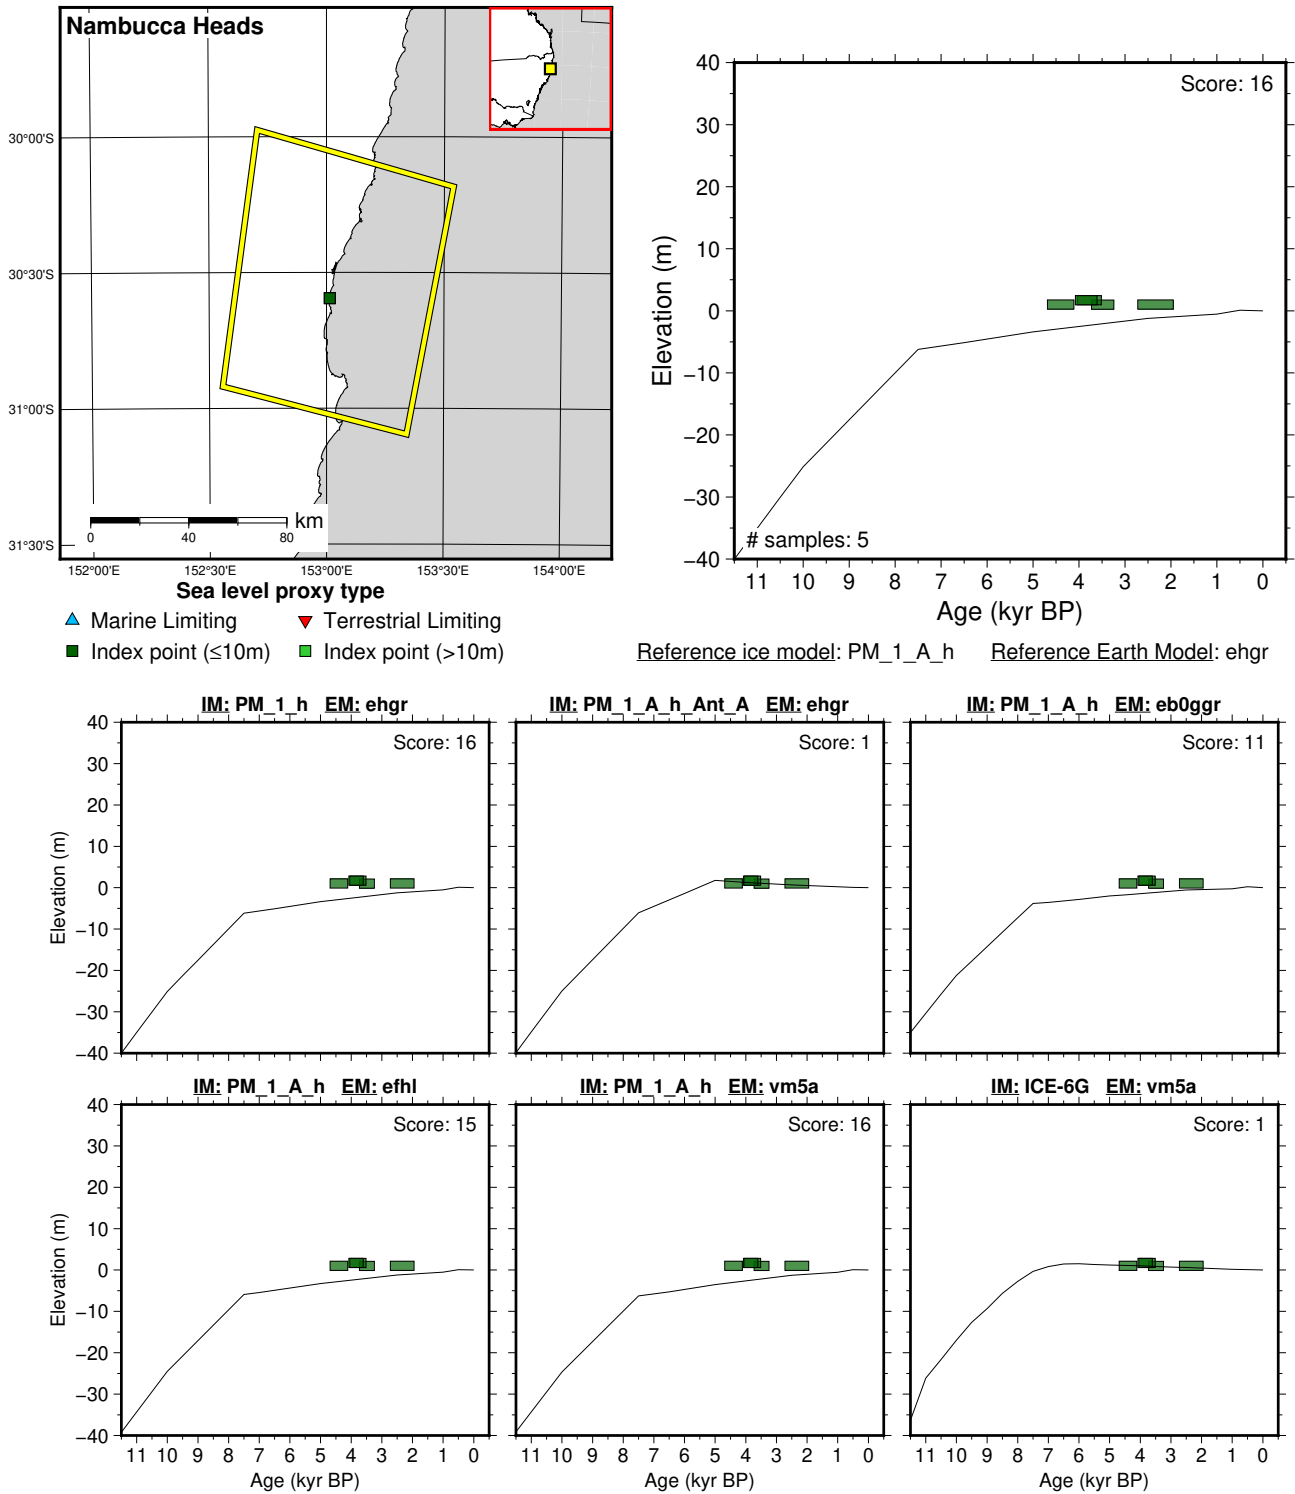 Nambucca Heads
30°00'S
30°30'S
31°00'S
31°30'S
152°00'E 152°30'E 153°00'E 153°30'E 154°00'E
km
0 40 80
Sea level proxy type
Marine Limiting Terrestrial Limiting
Index point (≤10m) Index point (>10m)
Score: 16
40
30
20
10
0
−10
−20
−30
−40
Elevation (m)
# samples: 5
11 10 9 8 7 6 5 4 3 2 1 0
Age (kyr BP)
Reference ice model: PM_1_A_h Reference Earth Model: ehgr
IM: PM_1_h EM: ehgr
Score: 16
40
30
20
10
0
−10
−20
−30
−40
Elevation (m)
IM: PM_1_A_h_Ant_A EM: ehgr
Score: 1
IM: PM_1_A_h EM: eb0ggr
Score: 11
IM: PM_1_A_h EM: efhl
Score: 15
40
30
20
10
0
−10
−20
−30
−40
Elevation (m)
11 10 9 8 7 6 5 4 3 2 1 0
Age (kyr BP)
IM: PM_1_A_h EM: vm5a
Score: 16
11 10 9 8 7 6 5 4 3 2 1 0
Age (kyr BP)
IM: ICE-6G EM: vm5a
Score: 1
11 10 9 8 7 6 5 4 3 2 1 0
Age (kyr BP)